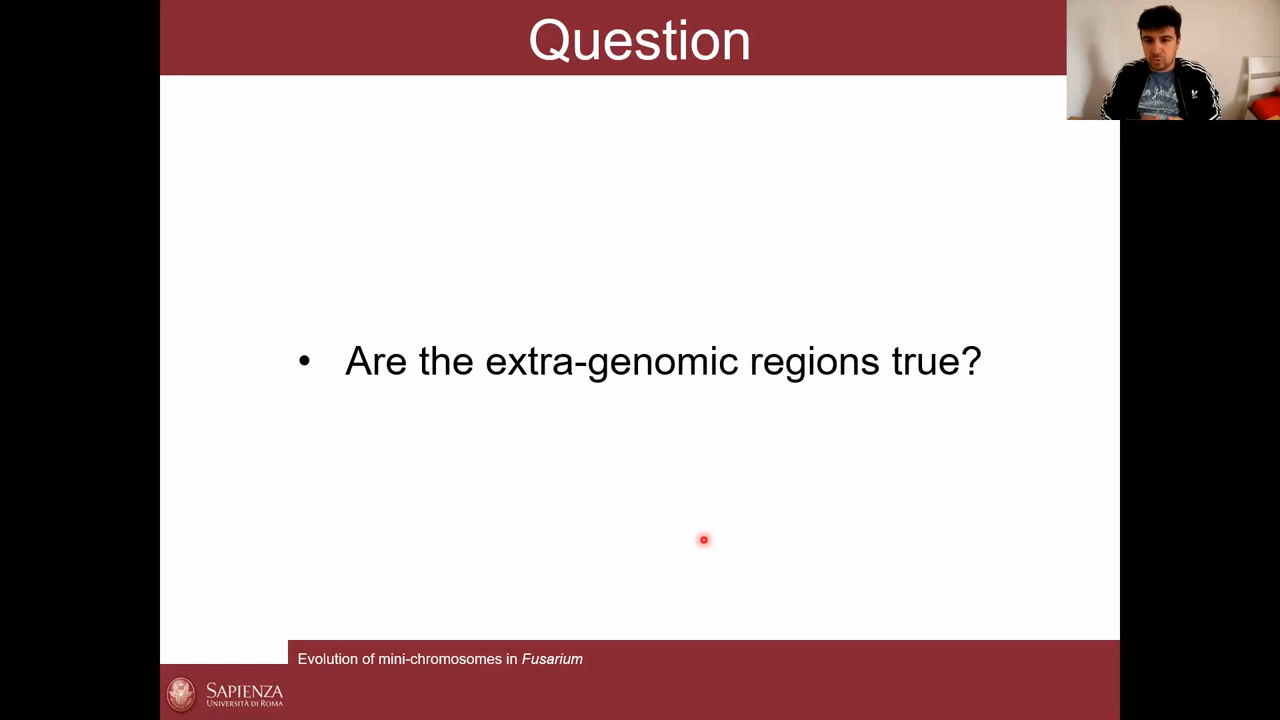 Question
• Are the extra-genomic regions true?
Evolution of mini-chromosomes in Fusarium
SAPIENZA
UNIVERSITÀ DI ROMA